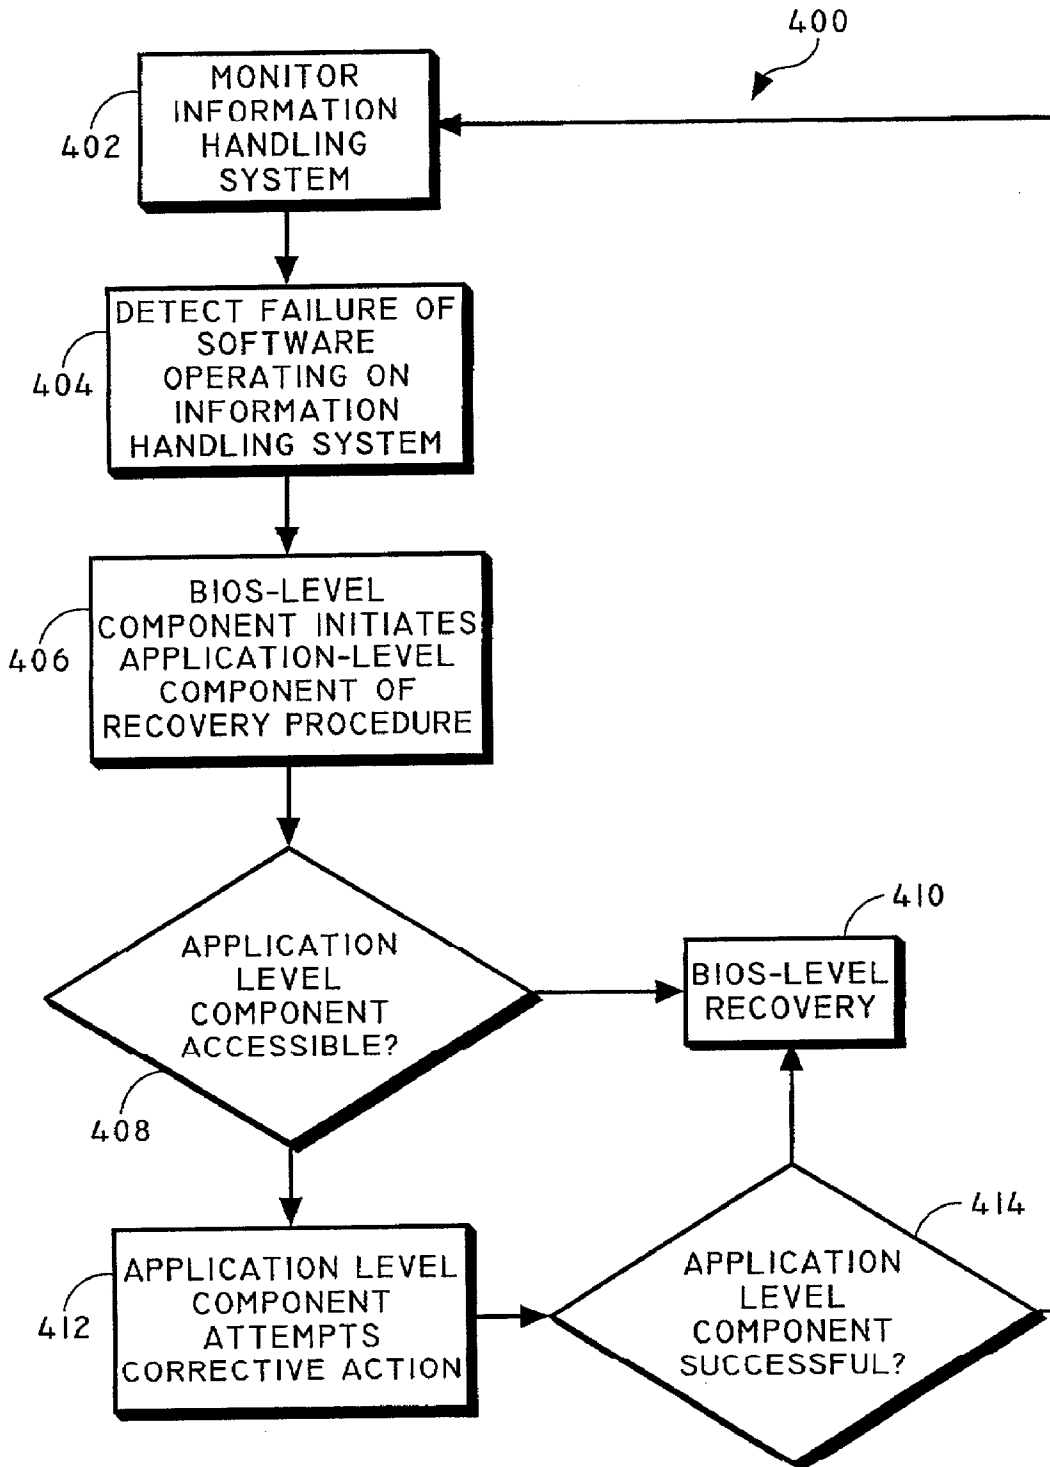 400
MONITOR
INFORMATION
HANDLING
SYSTEM
402
DETECT FAILURE OF
SOFTWARE
OPERATING ON
INFORMATION
HANDLING SYSTEM
404
BIOS-LEVEL
COMPONENT INITIATES
APPLICATION-LEVEL
COMPONENT OF
RECOVERY PROCEDURE
406
APPLICATION
LEVEL
COMPONENT
ACCESSIBLE?
408
410
BIOS-LEVEL
RECOVERY
APPLICATION LEVEL
COMPONENT
ATTEMPTS
CORRECTIVE ACTION
412
414
APPLICATION
LEVEL
COMPONENT
SUCCESSFUL?